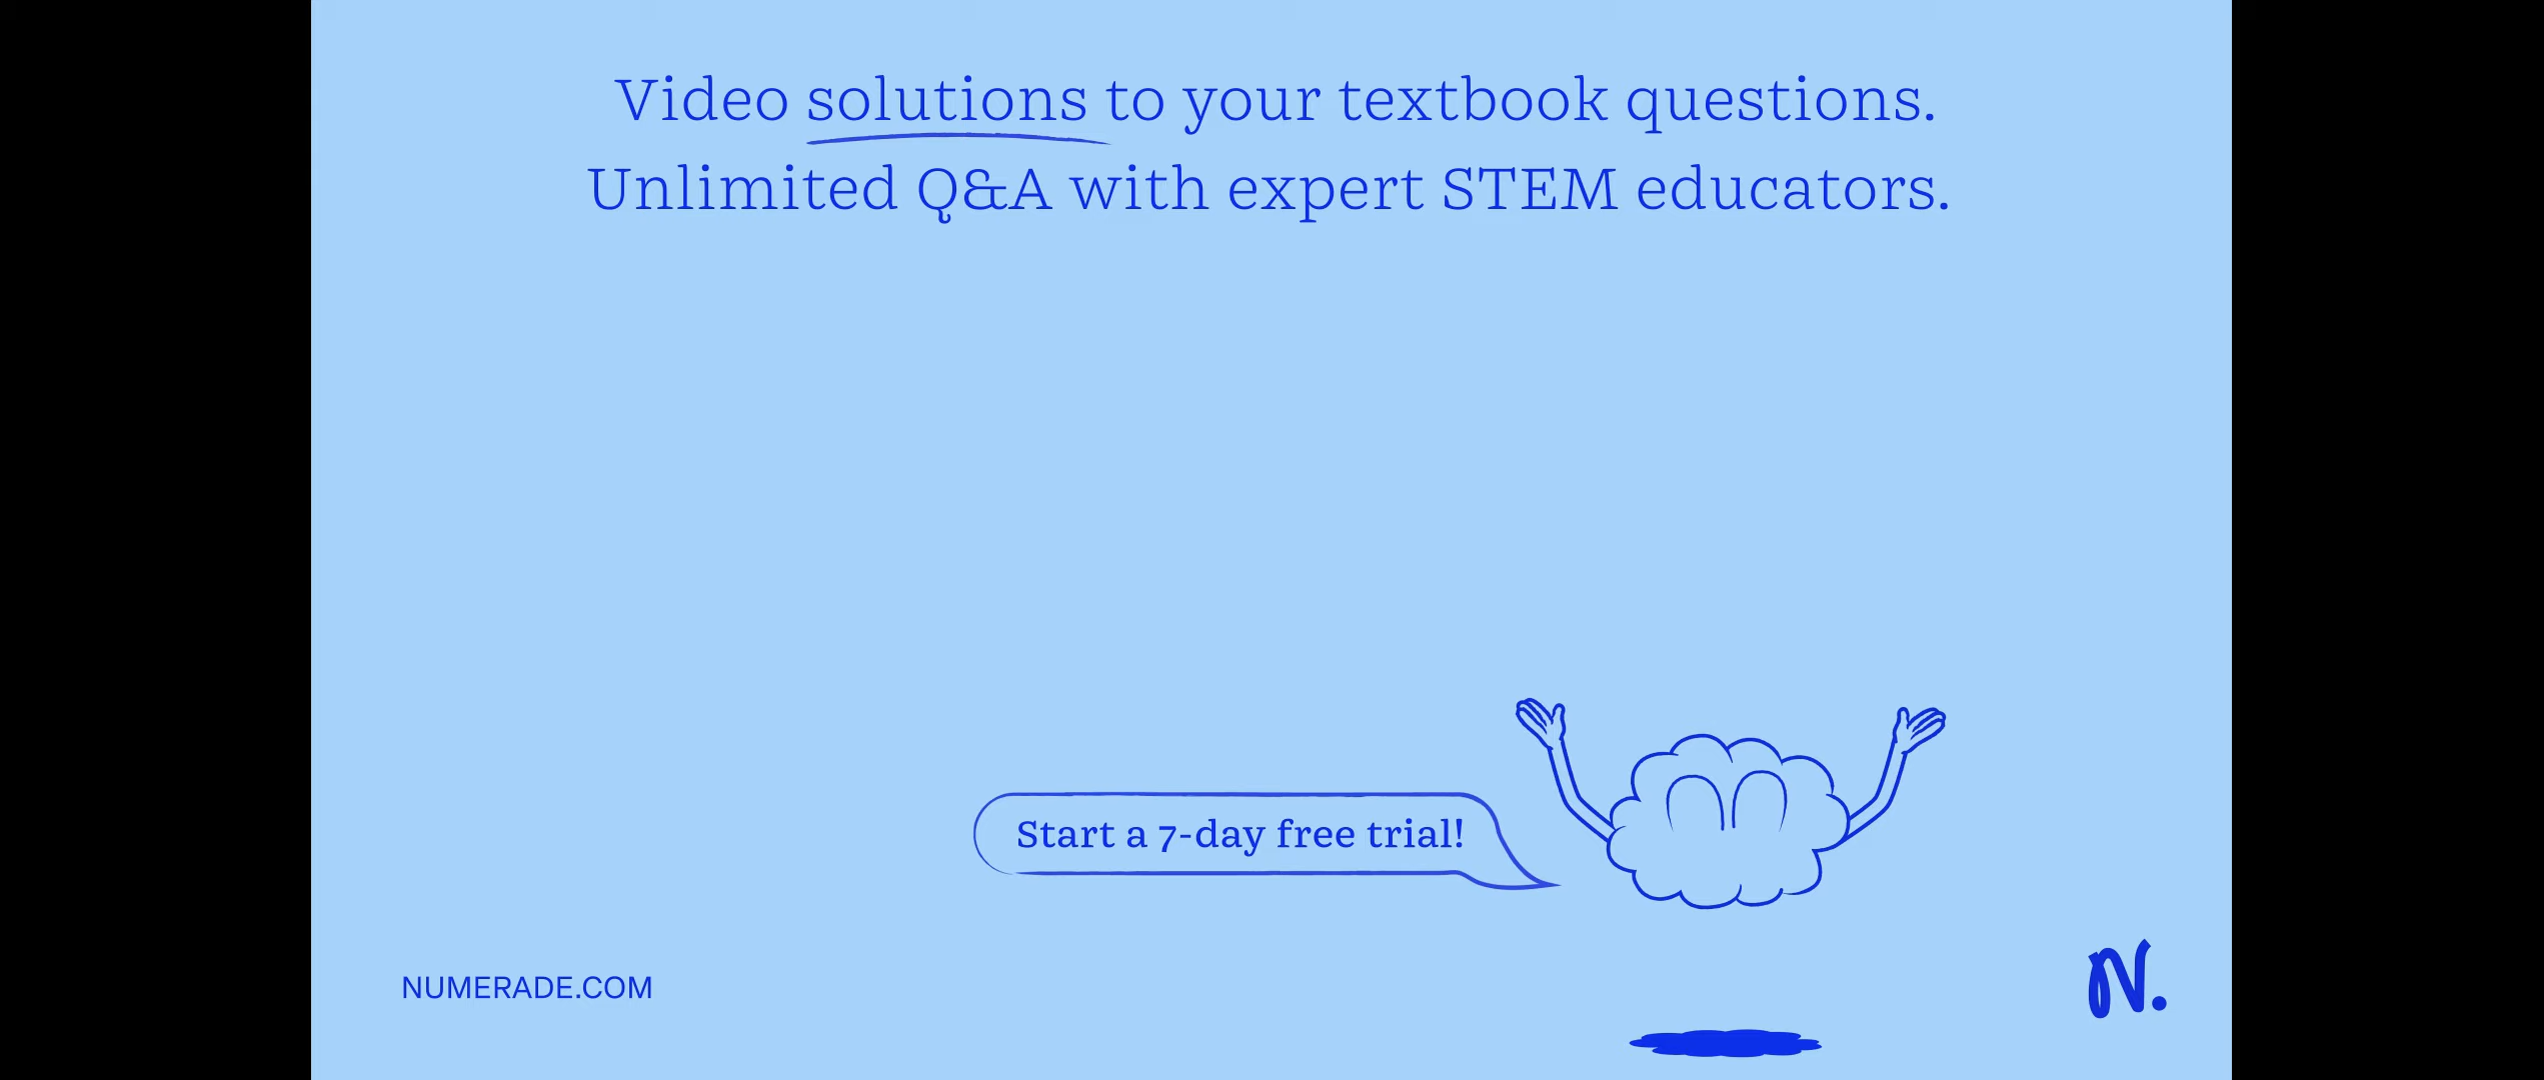 Video solutions to your textbook questions.
Unlimited Q&A with expert STEM educators.
Start a 7-day free trial!
NUMERADE.COM
N.